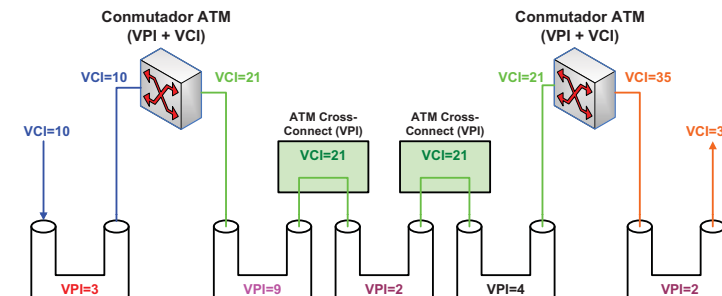 Conmutador ATM
(VPI + VCI)
Conmutador ATM
(VPI + VCI)
VCI=10
VCI=21
VCI=21
VCI=35
VCI=10
ATM Cross-
Connect (VPI)
VCI=21
ATM Cross-
Connect (VPI)
VCI=21
VCI=3
VPI=3
VPI=9
VPI=2
VPI=4
VPI=2